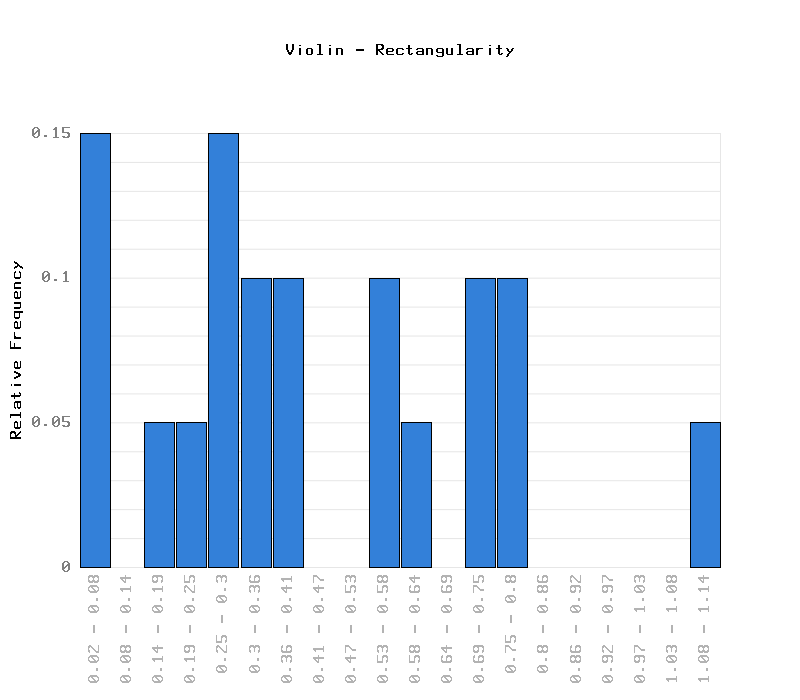 Violin - Rectangularity
Relative Frequency
0.15
0.1
0.05
0
0.02 - 0.08
0.08 - 0.14
0.14 - 0.19
0.19 - 0.25
0.25 - 0.3
0.3 - 0.36
0.36 - 0.41
0.41 - 0.47
0.47 - 0.53
0.53 - 0.58
0.58 - 0.64
0.64 - 0.69
0.69 - 0.75
0.75 - 0.8
0.8 - 0.86
0.86 - 0.92
0.92 - 0.97
0.97 - 1.03
1.03 - 1.08
1.08 - 1.14